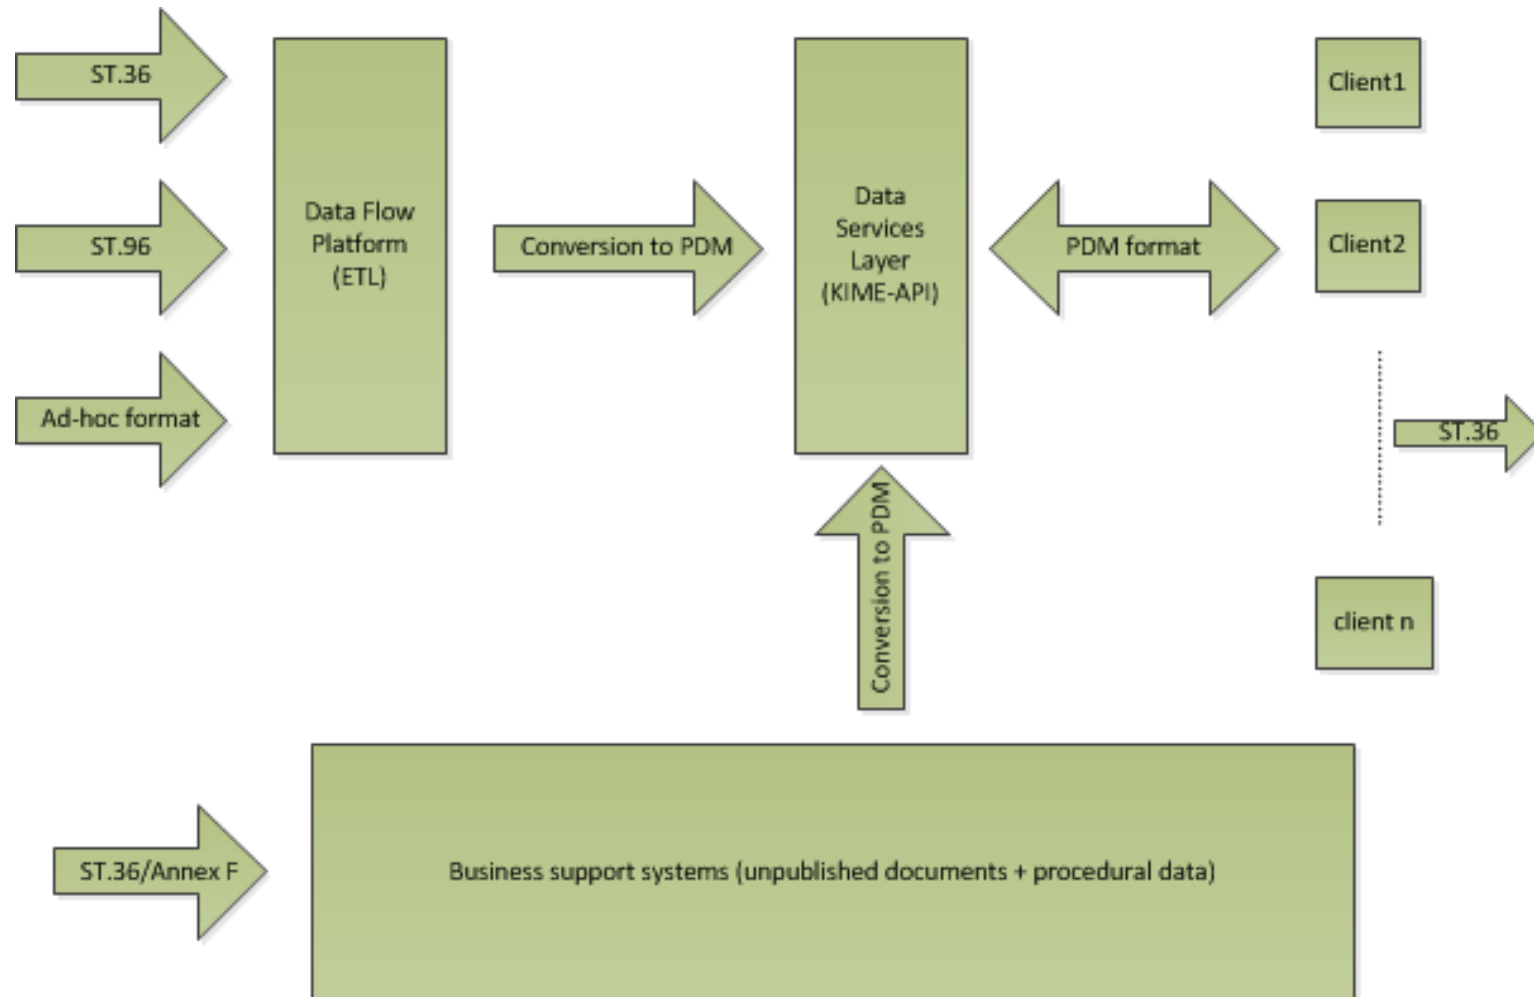 ST.36
ST.96
Ad-hoc format
Data Flow
Platform
(ETL)
Conversion to PDM
Data
Services
Layer
(KIME-API)
PDM format
Client1
Client2
ST.36
client n
Conversion to PDM
ST.36/Annex F
Business support systems (unpublished documents + procedural data)